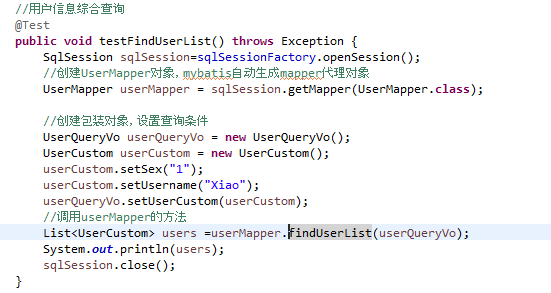 //用户信息综合查询
@Test
public void testFindUserList() throws Exception {
SqlSession sqlSession=sqlSessionFactory.openSession();
//创建UserMapper对象，mybatis自动生成mapper代理对象
UserMapper userMapper = sqlSession.getMapper(UserMapper.class);
//创建包装对象，设置查询条件
UserQueryVo userQueryVo = new UserQueryVo();
UserCustom userCustom = new UserCustom();
userCustom.setSex("1");
userCustom.setUsername("Xiao");
userQueryVo.setUserCustom(userCustom);
//调用userMapper的方法
List<UserCustom> users =userMapper.findUserList(userQueryVo);
System.out.println(users);
sqlSession.close();
}